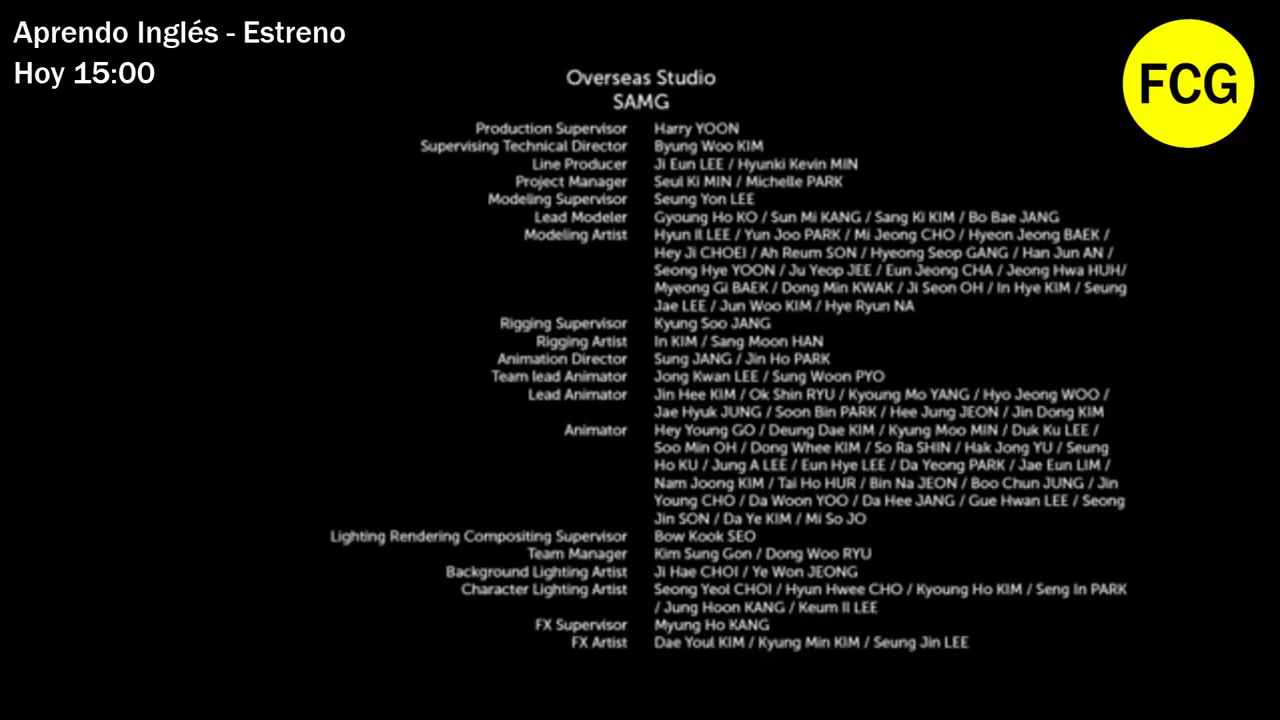 Aprendo Inglés - Estreno
Hoy 15:00
FCG
Overseas Studio
SAMG
Production Supervisor Harry YOON
Supervising Technical Director Byung Woo KIM
Line Producer Ji Eun LEE / Hyunki Kevin MIN
Project Manager Seul Ki MIN / Michelle PARK
Modeling Supervisor Seung Yon LEE
Lead Modeler Gyoung Ho KO / Sun Mi KANG / Sang Ki KIM / Bo Bae JANG
Modeling Artist Hyun Il LEE / Yun Joo PARK / Mi Jeong CHO / Hyeon Jeong BAEK /
Hey Ji CHOEI / Ah Reum SON / Hyeong Seop GANG / Han Jun AN /
Seong Hye YOON / Ju Yeop JEE / Eun Jeong CHA / Jeong Hwa HUH/
Myeong Gi BAEK / Dong Min KWAK / Ji Seon OH / In Hye KIM / Seung
Jae LEE / Jun Woo KIM / Hye Ryun NA
Rigging Supervisor Kyung Soo JANG
Rigging Artist In KIM / Sang Moon HAN
Animation Director Sung JANG / Jin Ho PARK
Team lead Animator Jong Kwan LEE / Sung Woon PYO
Lead Animator Jin Hee KIM / Ok Shin RYU / Kyoung Mo YANG / Hyo Jeong WOO /
Jae Hyuk JUNG / Soon Bin PARK / Hee Jung JEON / Jin Dong KIM
Animator Hey Young GO / Deung Dae KIM / Kyung Moo MIN / Duk Ku LEE /
Soo Min OH / Dong Whee KIM / So Ra SHIN / Hak Jong YU / Seung
Ho KU / Jung A LEE / Eun Hye LEE / Da Yeong PARK / Jae Eun LIM /
Nam Joong KIM / Tai Ho HUR / Bin Na JEON / Boo Chun JUNG / Jin
Young CHO / Da Woon YOO / Da Hee JANG / Gue Hwan LEE / Seong
Jin SON / Da Ye KIM / Mi So JO
Lighting Rendering Compositing Supervisor Bow Kook SEO
Team Manager Kim Sung Gon / Dong Woo RYU
Background Lighting Artist Ji Hae CHOI / Ye Won JEONG
Character Lighting Artist Seong Yeol CHOI / Hyun Hwee CHO / Kyoung Ho KIM / Seng In PARK
/ Jung Hoon KANG / Keum Il LEE
FX Supervisor Myung Ho KANG
FX Artist Dae Youl KIM / Kyung Min KIM / Seung Jin LEE